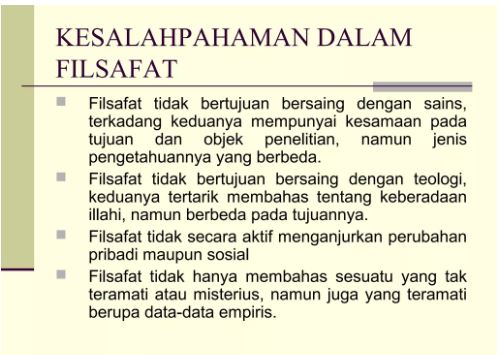 KESALAHPAHAMAN DALAM
FILSAFAT
Filsafat tidak bertujuan bersaing dengan sains,
terkadang keduanya mempunyai kesamaan pada
tujuan dan objek penelitian, namun jenis
pengetahuannya yang berbeda.
Filsafat tidak bertujuan bersaing dengan teologi,
keduanya tertarik membahas tentang keberadaan
illahi, namun berbeda pada tujuannya.
Filsafat tidak secara aktif menganjurkan perubahan
pribadi maupun sosial
Filsafat tidak hanya membahas sesuatu yang tak
teramati atau misterius, namun juga yang teramati
berupa data-data empiris.